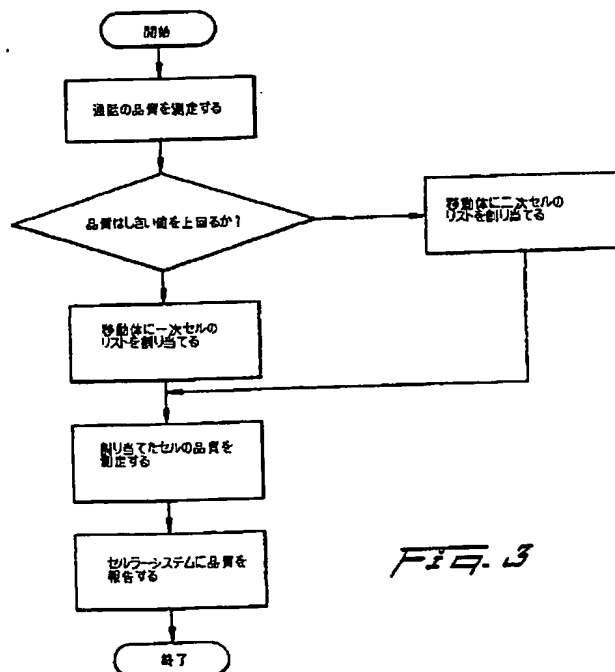 開始
通話の品質を測定する
品質はしきい値を上回るか?
移動体に二次セルの
リストを割り当てる
移動体に一次セルの
リストを割り当てる
割り当てたセルの品質を
測定する
セルラーシステムに品質を
報告する
終了
Fig. 3